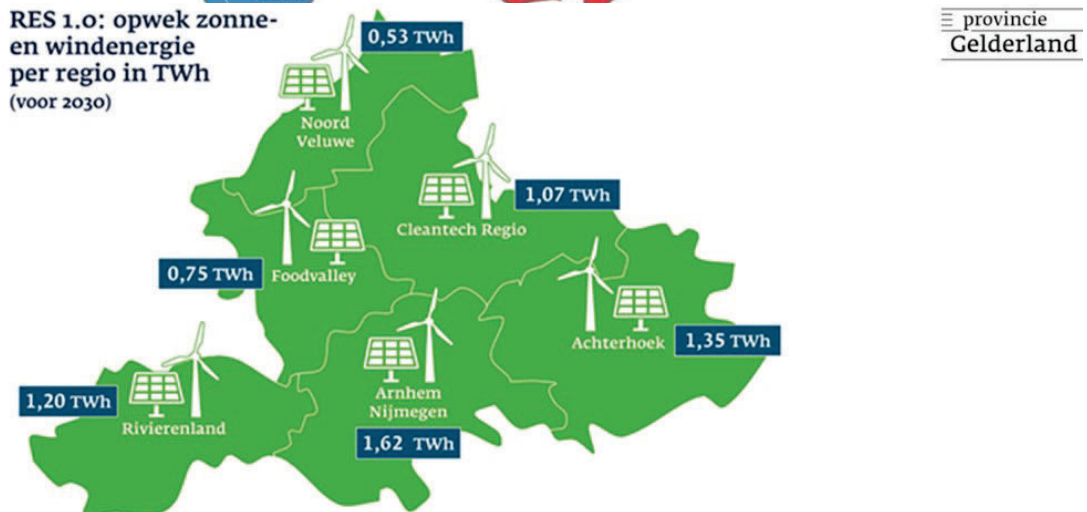 RES 1.0: opwek zonne-
en windenergie
per regio in TWh
(voor 2030)
provincie
Gelderland
0,53 TWh
Noord
Veluwe
1,07 TWh
Cleantech Regio
0,75 TWh
Foodvalley
Achterhoek
1,35 TWh
1,20 TWh
Rivierenland
Arnhem
Nijmegen
1,62 TWh